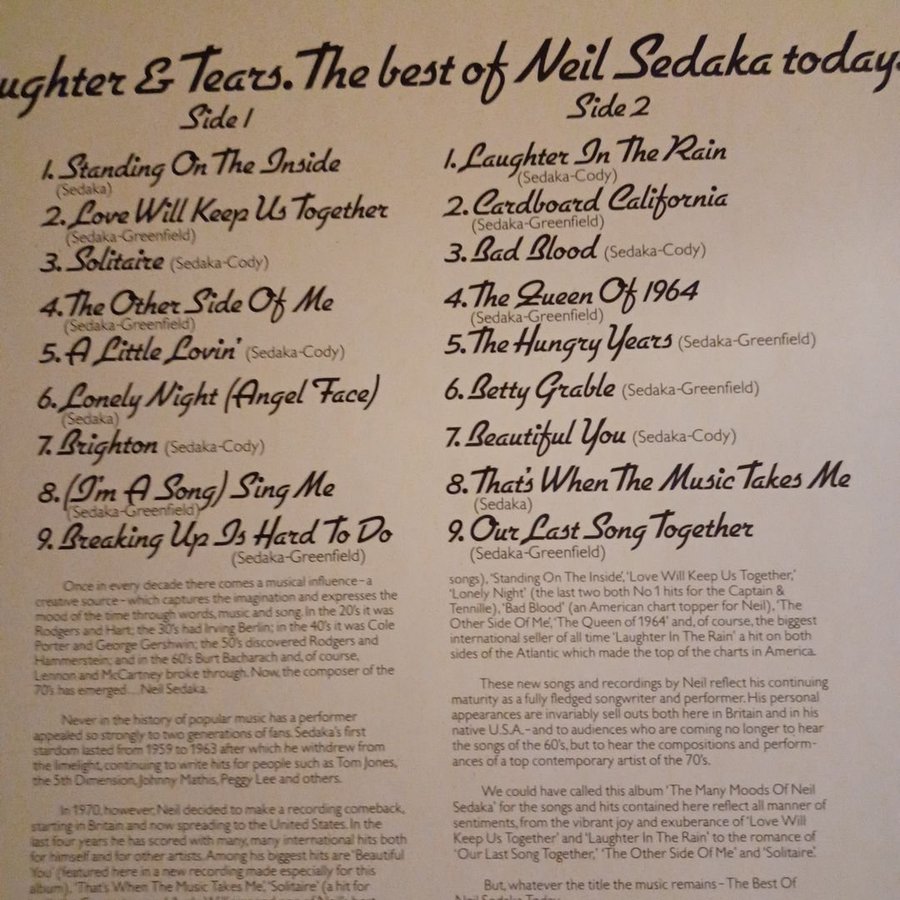 ughter & Tears. The best of Neil Sedaka today.
Side 1
1. Standing On The Inside
(Sedaka)
2. Love Will Keep Us Together
(Sedaka-Greenfield)
3. Solitaire (Sedaka-Cody)
4. The Other Side Of Me
(Sedaka-Greenfield)
5. A Little Lovin' (Sedaka-Cody)
6. Lonely Night (Angel Face)
(Sedaka)
7. Brighton (Sedaka-Cody)
8. (I'm A Song) Sing Me
(Sedaka-Greenfield)
9. Breaking Up Is Hard To Do
(Sedaka-Greenfield)
Once in every decade there comes a musical influence - a
creative source - which captures the imagination and expresses the
mood of the time through words, music and song. In the 20's it was
Rodgers and Hart; the 30's had Irving Berlin; in the 40's it was Cole
Porter and George Gershwin; the 50's discovered Rodgers and
Hammerstein; and in the 60's Burt Bacharach and, of course,
Lennon and McCartney broke through. Now, the composer of the
70's has emerged.... Neil Sedaka.
Never in the history of popular music has a performer
appealed so strongly to two generations of fans. Sedaka's first
stardom lasted from 1959 to 1963 after which he withdrew from
the limelight, continuing to write hits for people such as Tom Jones,
the 5th Dimension, Johnny Mathis, Peggy Lee and others.
In 1970, however, Neil decided to make a recording comeback,
starting in Britain and now spreading to the United States. In the
last four years he has scored with many, many international hits both
for himself and for other artists. Among his biggest hits are 'Beautiful
You' (featured here in a new recording made especially for this
album), 'That's When The Music Takes Me', 'Solitaire' (a hit for
Side 2
1. Laughter In The Rain
(Sedaka-Cody)
2. Cardboard California
(Sedaka-Greenfield)
3. Bad Blood (Sedaka-Cody)
4. The Queen Of 1964
(Sedaka-Greenfield)
5. The Hungry Years (Sedaka-Greenfield)
6. Betty Grable (Sedaka-Greenfield)
7. Beautiful You (Sedaka-Cody)
8. That's When The Music Takes Me
(Sedaka)
9. Our Last Song Together
(Sedaka-Greenfield)
songs), 'Standing On The Inside', 'Love Will Keep Us Together,'
'Lonely Night' (the last two both No 1 hits for the Captain &
Tennille), 'Bad Blood' (an American chart topper for Neil), 'The
Other Side Of Me', 'The Queen of 1964' and, of course, the biggest
international seller of all time 'Laughter In The Rain' a hit on both
sides of the Atlantic which made the top of the charts in America.
These new songs and recordings by Neil reflect his continuing
maturity as a fully fledged songwriter and performer. His personal
appearances are invariably sell outs both here in Britain and in his
native U.S.A. - and to audiences who are coming no longer to hear
the songs of the 60's, but to hear the compositions and perform-
ances of a top contemporary artist of the 70's.
We could have called this album 'The Many Moods Of Neil
Sedaka' for the songs and hits contained here reflect all manner of
sentiments, from the vibrant joy and exuberance of 'Love Will
Keep Us Together' and 'Laughter In The Rain' to the romance of
'Our Last Song Together,' 'The Other Side Of Me' and 'Solitaire'.
But, whatever the title the music remains - The Best Of
Neil Sedaka Today